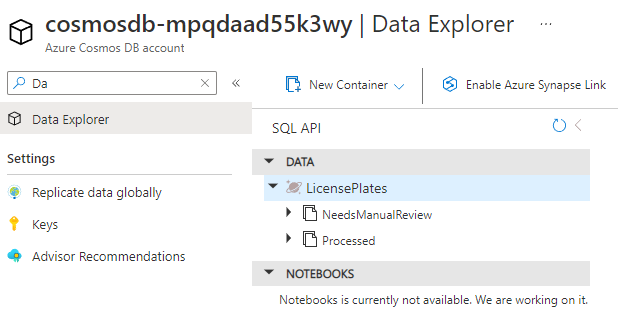 cosmosdb-mpqdaad55k3wy | Data Explorer ...
Azure Cosmos DB account
Da
New Container
Enable Azure Synapse Link
Data Explorer
SQL API
Settings
DATA
Replicate data globally
LicensePlates
Keys
NeedsManualReview
Advisor Recommendations
Processed
NOTEBOOKS
Notebooks is currently not available. We are working on it.